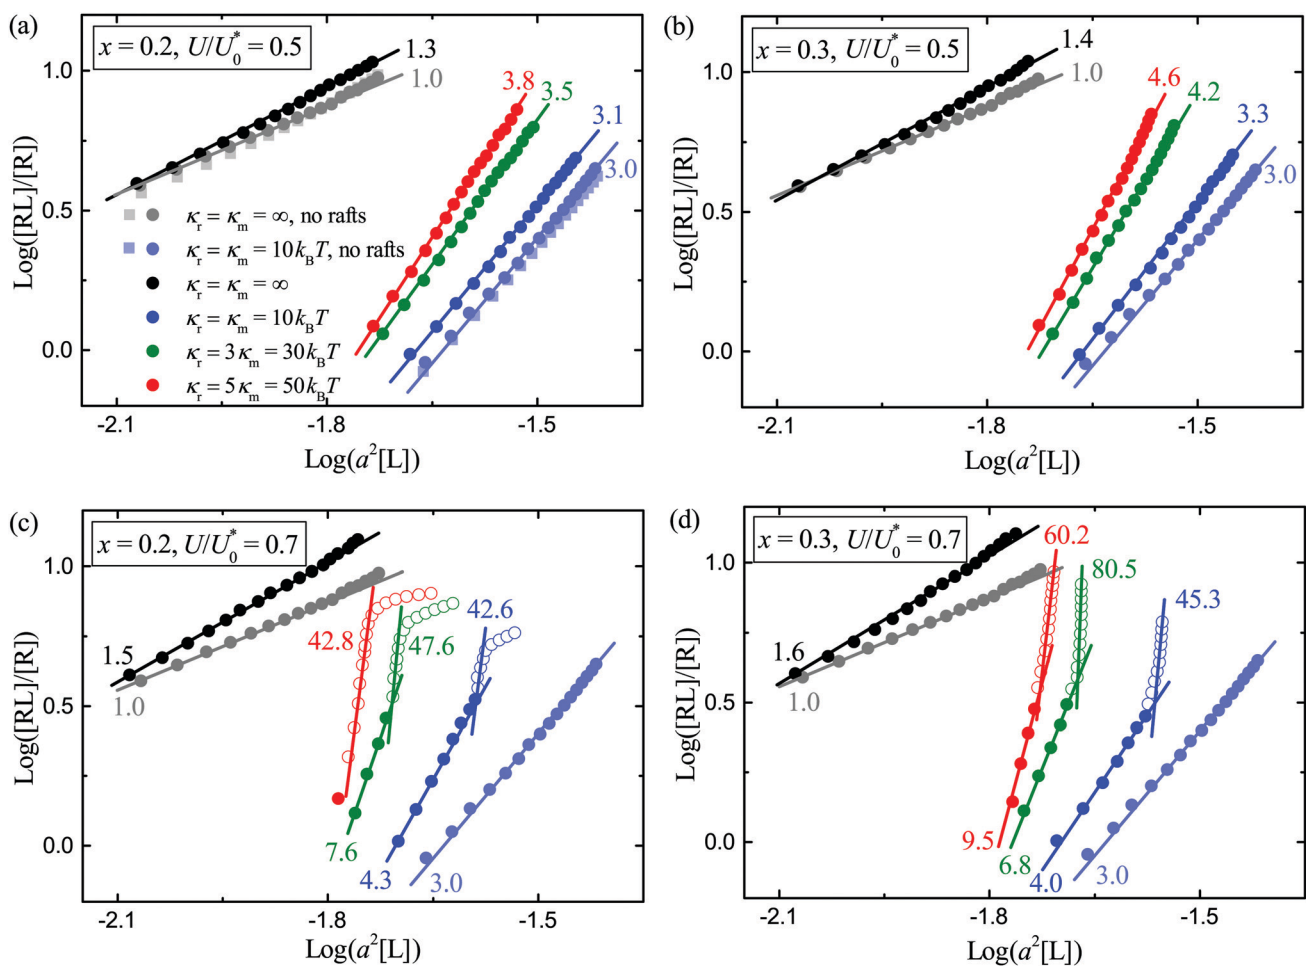 (a)
x = 0.2, U/U₀* = 0.5
1.3
1.0
3.8
3.5
3.1
3.0
κᵣ = κₘ = ∞, no rafts
κᵣ = κₘ = 10k_BT, no rafts
κᵣ = κₘ = ∞
κᵣ = κₘ = 10k_BT
κᵣ = 3κₘ = 30k_BT
κᵣ = 5κₘ = 50k_BT
Log([RL]/[R])
1.0
0.5
0.0
-2.1
-1.8
-1.5
Log(a²[L])
(b)
x = 0.3, U/U₀* = 0.5
1.4
1.0
4.6
4.2
3.3
3.0
Log([RL]/[R])
1.0
0.5
0.0
-2.1
-1.8
-1.5
Log(a²[L])
(c)
x = 0.2, U/U₀* = 0.7
1.5
1.0
42.8
47.6
42.6
7.6
4.3
3.0
Log([RL]/[R])
1.0
0.5
0.0
-2.1
-1.8
-1.5
Log(a²[L])
(d)
x = 0.3, U/U₀* = 0.7
60.2
80.5
45.3
1.6
1.0
9.5
6.8
4.0
3.0
Log([RL]/[R])
1.0
0.5
0.0
-2.1
-1.8
-1.5
Log(a²[L])